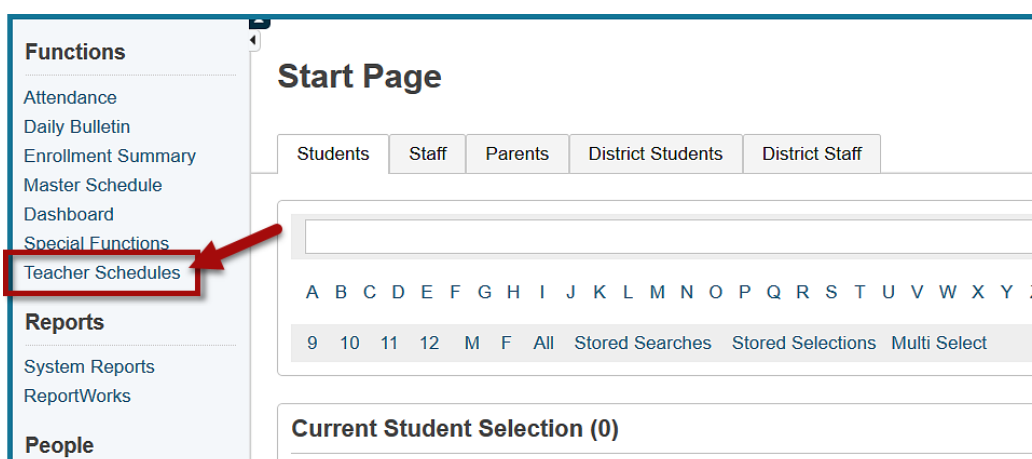 Functions
Attendance
Daily Bulletin
Enrollment Summary
Master Schedule
Dashboard
Special Functions
Teacher Schedules
Reports
System Reports
ReportWorks
People
Start Page
Students Staff Parents District Students District Staff
A B C D E F G H I J K L M N O P Q R S T U V W X Y
9 10 11 12 M F All Stored Searches Stored Selections Multi Select
Current Student Selection (0)